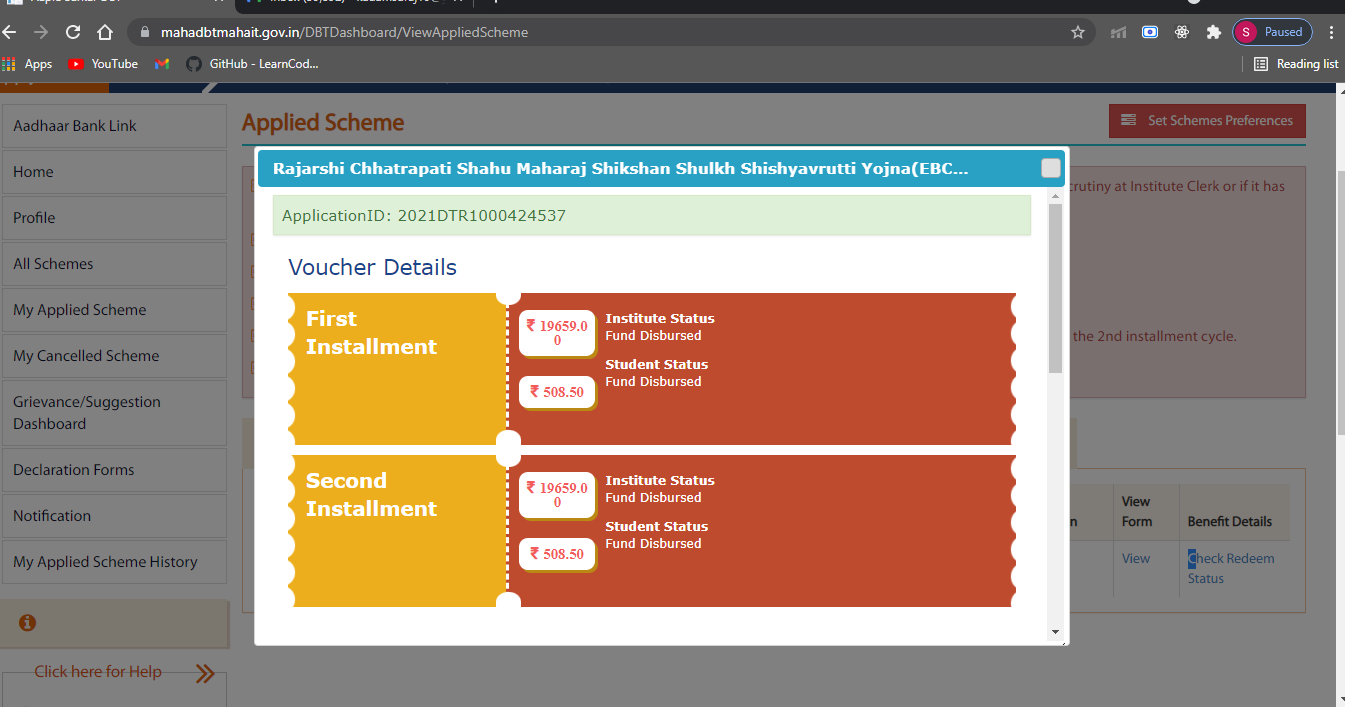 mahadbtmahait.gov.in/DBTDashboard/ViewAppliedScheme
S Paused
Apps YouTube GitHub - LearnCod... Reading list
Aadhaar Bank Link
Home
Profile
All Schemes
My Applied Scheme
My Cancelled Scheme
Grievance/Suggestion
Dashboard
Declaration Forms
Notification
My Applied Scheme History
Click here for Help
Applied Scheme
Set Schemes Preferences
crutiny at Institute Clerk or if it has
the 2nd installment cycle.
Rajarshi Chhatrapati Shahu Maharaj Shikshan Shulkh Shishyavrutti Yojna(EBC...
ApplicationID: 2021DTR1000424537
Voucher Details
First
Installment
₹ 19659.0
0
Institute Status
Fund Disbursed
₹ 508.50
Student Status
Fund Disbursed
Second
Installment
₹ 19659.0
0
Institute Status
Fund Disbursed
₹ 508.50
Student Status
Fund Disbursed
n
View
Form
Benefit Details
View
Check Redeem
Status